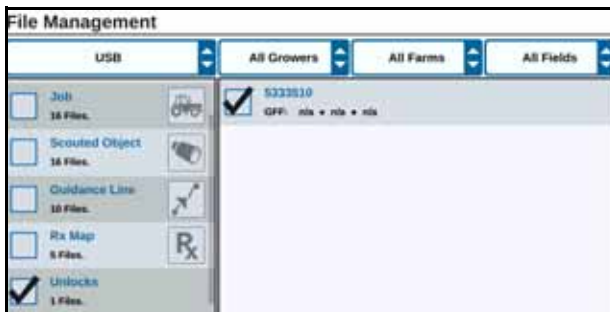 File Management
USB
All Growers
All Farms
All Fields
Job
16 Files.
Scouted Object
16 Files.
Guidance Line
10 Files.
Rx Map
5 Files.
Rx
Unlocks
1 Files.
5333510
GFF: n/a • n/a • n/a